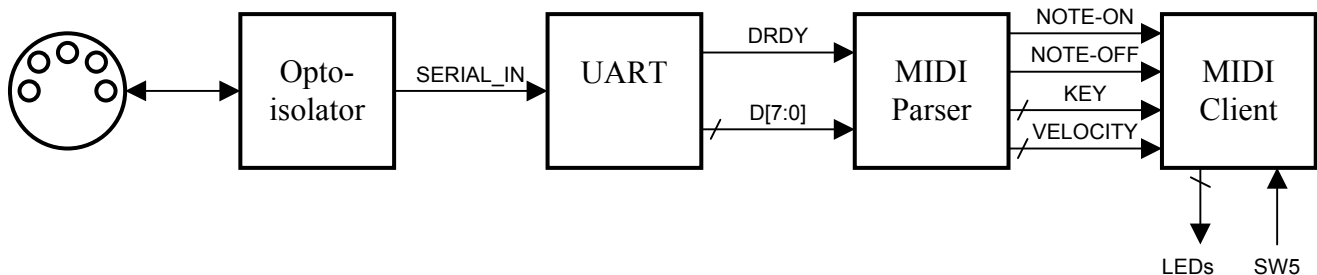 Opto-
isolator
SERIAL_IN
UART
DRDY
D[7:0]
MIDI
Parser
NOTE-ON
NOTE-OFF
KEY
VELOCITY
MIDI
Client
LEDs
SW5